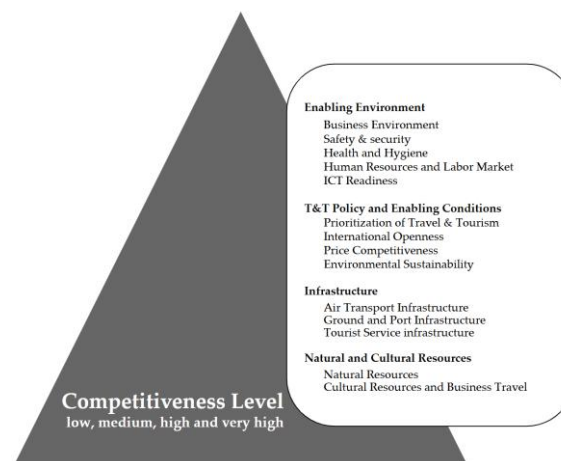 Enabling Environment
Business Environment
Safety & security
Health and Hygiene
Human Resources and Labor Market
ICT Readiness
T&T Policy and Enabling Conditions
Prioritization of Travel & Tourism
International Openness
Price Competitiveness
Environmental Sustainability
Infrastructure
Air Transport Infrastructure
Ground and Port Infrastructure
Tourist Service infrastructure
Natural and Cultural Resources
Natural Resources
Cultural Resources and Business Travel
Competitiveness Level
low, medium, high and very high